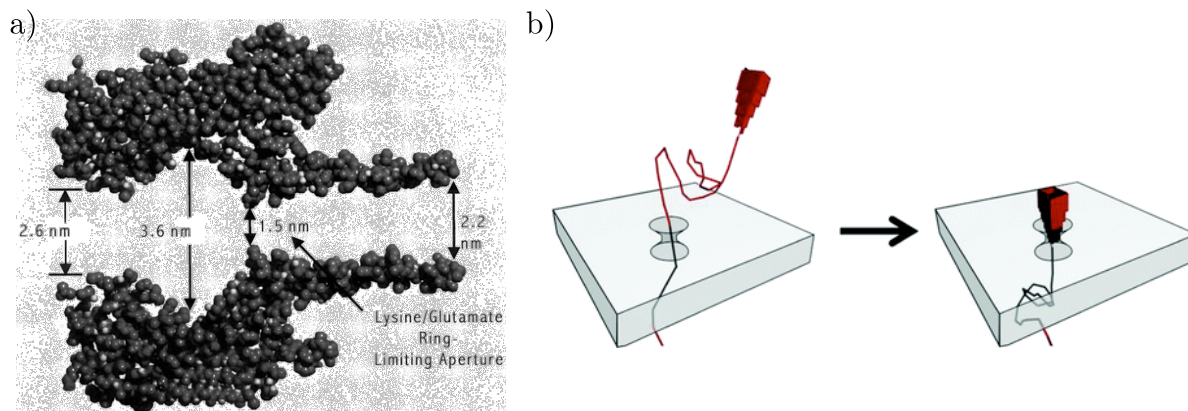 a)
b)
2.6 nm
3.6 nm
1.5 nm
2.2
nm
Lysine/Glutamate
Ring-
Limiting Aperture